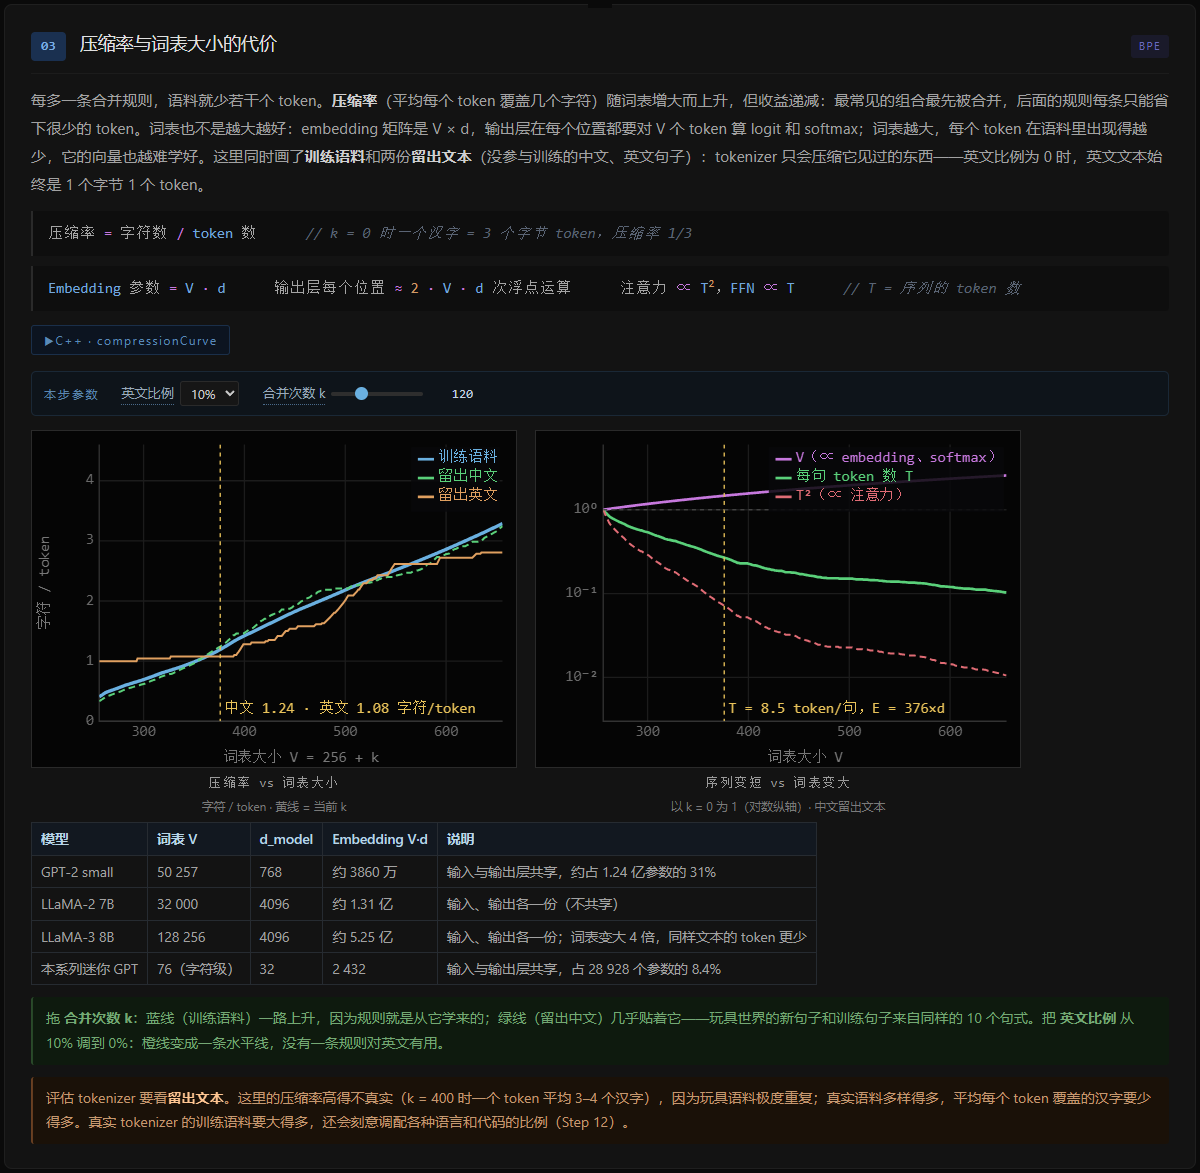 03 压缩率与词表大小的代价 BPE
每多一条合并规则，语料就少若干个 token。压缩率（平均每个 token 覆盖几个字符）随词表增大而上升，但收益递减：最常见的组合最先被合并，后面的规则每条只能省
下很少的 token。词表也不是越大越好：embedding 矩阵是 V × d，输出层在每个位置都要对 V 个 token 算 logit 和 softmax；词表越大，每个 token 在语料里出现得越
少，它的向量也越难学好。这里同时画了训练语料和两份留出文本（没参与训练的中文、英文句子）：tokenizer 只会压缩它见过的东西——英文比例为 0 时，英文文本始
终是 1 个字节 1 个 token。
压缩率 = 字符数 / token 数 // k = 0 时一个汉字 = 3 个字节 token，压缩率 1/3
Embedding 参数 = V · d 输出层每个位置 ≈ 2 · V · d 次浮点运算 注意力 ∝ T²，FFN ∝ T // T = 序列的 token 数
▶C++ · compressionCurve
本步参数 英文比例 10% 合并次数 k 120
训练语料
留出中文
留出英文
字符 / token
4
3
2
1
0
中文 1.24 · 英文 1.08 字符/token
300 400 500 600
词表大小 V = 256 + k
压缩率 vs 词表大小
字符 / token · 黄线 = 当前 k
V（∝ embedding、softmax）
每句 token 数 T
T²（∝ 注意力）
10⁰
10⁻¹
10⁻²
T = 8.5 token/句，E = 376×d
300 400 500 600
词表大小 V
序列变短 vs 词表变大
以 k = 0 为 1（对数纵轴）· 中文留出文本
模型 词表 V d_model Embedding V·d 说明
GPT-2 small 50 257 768 约 3860 万 输入与输出层共享，约占 1.24 亿参数的 31%
LLaMA-2 7B 32 000 4096 约 1.31 亿 输入、输出各一份（不共享）
LLaMA-3 8B 128 256 4096 约 5.25 亿 输入、输出各一份；词表变大 4 倍，同样文本的 token 更少
本系列迷你 GPT 76（字符级） 32 2 432 输入与输出层共享，占 28 928 个参数的 8.4%
拖 合并次数 k：蓝线（训练语料）一路上升，因为规则就是从它学来的；绿线（留出中文）几乎贴着它——玩具世界的新句子和训练句子来自同样的 10 个句式。把 英文比例 从
10% 调到 0%：橙线变成一条水平线，没有一条规则对英文有用。
评估 tokenizer 要看留出文本。这里的压缩率高得不真实（k = 400 时一个 token 平均 3–4 个汉字），因为玩具语料极度重复；真实语料多样得多，平均每个 token 覆盖的汉字要少
得多。真实 tokenizer 的训练语料要大得多，还会刻意调配各种语言和代码的比例（Step 12）。